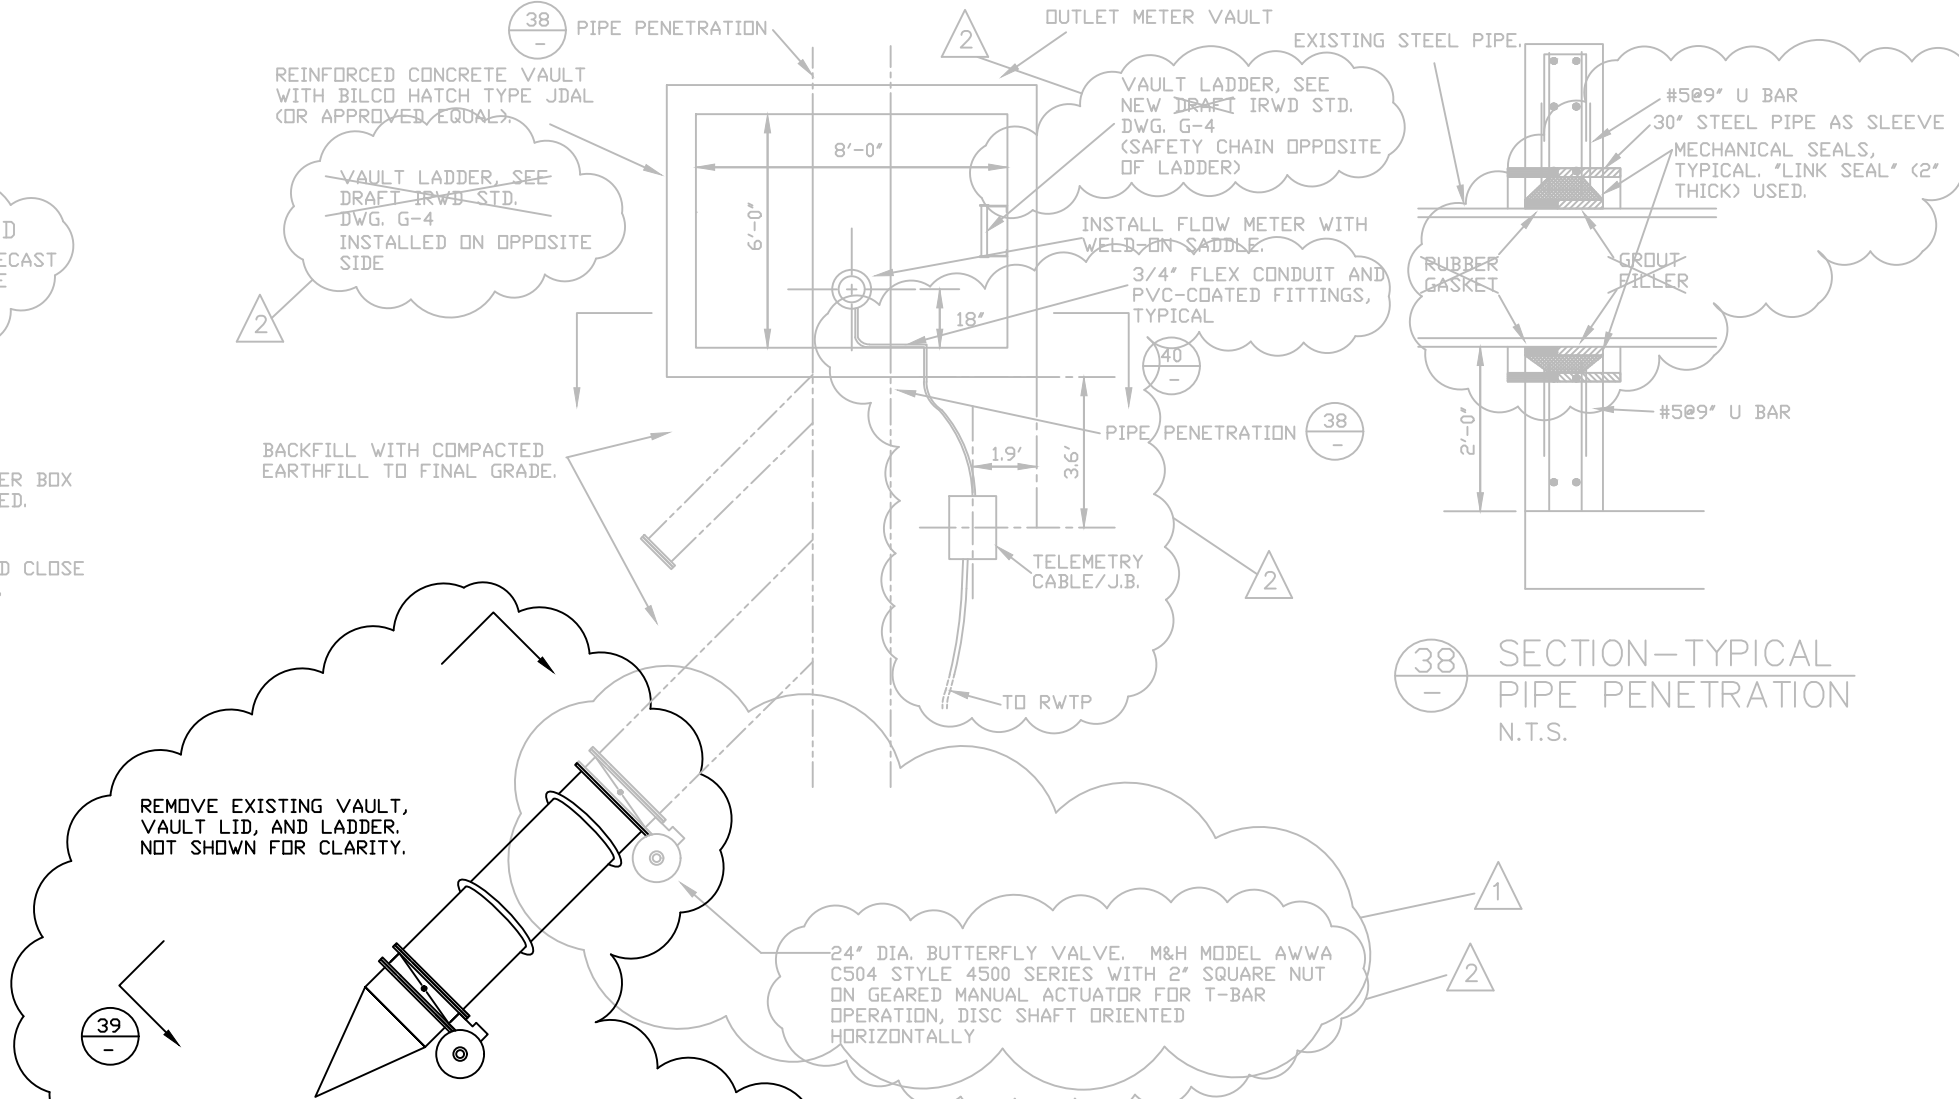 38
-
PIPE PENETRATION
2
OUTLET METER VAULT
EXISTING STEEL PIPE.
REINFORCED CONCRETE VAULT
WITH BILCO HATCH TYPE JDAL
(OR APPROVED EQUAL).
VAULT LADDER, SEE
NEW DRAFT IRWD STD.
DWG. G-4
(SAFETY CHAIN OPPOSITE
OF LADDER)
#5@9" U BAR
30" STEEL PIPE AS SLEEVE
MECHANICAL SEALS,
TYPICAL. "LINK SEAL" (2"
THICK) USED.
8'-0"
6'-0"
VAULT LADDER, SEE
DRAFT IRWD STD.
DWG. G-4
INSTALLED ON OPPOSITE
SIDE
2
D
ECAST
E
INSTALL FLOW METER WITH
WELD-ON SADDLE.
3/4" FLEX CONDUIT AND
PVC-COATED FITTINGS,
TYPICAL
18"
RUBBER
GASKET
GROUT
FILLER
40
-
#5@9" U BAR
2'-0"
PIPE PENETRATION
38
-
1.9'
3.6'
BACKFILL WITH COMPACTED
EARTHFILL TO FINAL GRADE.
ER BOX
ED.
D CLOSE
TELEMETRY
CABLE/J.B.
2
TO RWTP
38
-
SECTION-TYPICAL
PIPE PENETRATION
N.T.S.
REMOVE EXISTING VAULT,
VAULT LID, AND LADDER.
NOT SHOWN FOR CLARITY.
1
24" DIA. BUTTERFLY VALVE. M&H MODEL AWWA
C504 STYLE 4500 SERIES WITH 2" SQUARE NUT
ON GEARED MANUAL ACTUATOR FOR T-BAR
OPERATION, DISC SHAFT ORIENTED
HORIZONTALLY
2
39
-